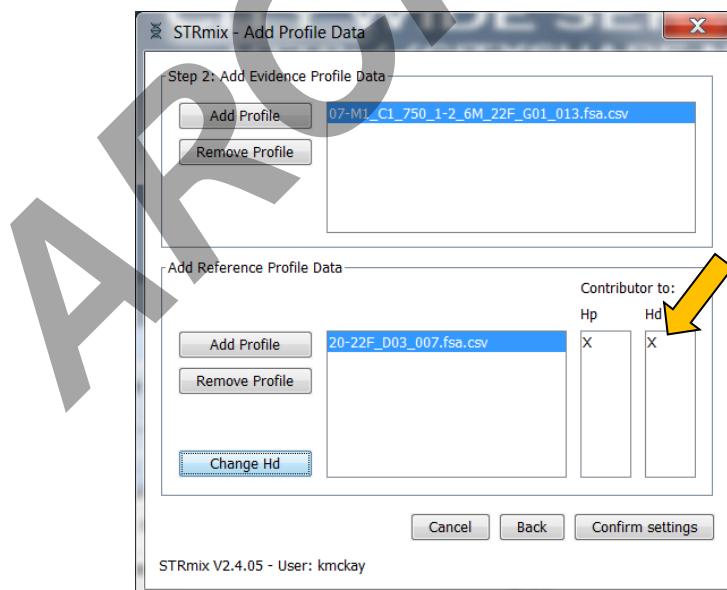 STRmix - Add Profile Data
Step 2: Add Evidence Profile Data
Add Profile
07-M1_C1_750_1-2_6M_22F_G01_013.fsa.csv
Remove Profile
Add Reference Profile Data
Contributor to:
Hp Hd
Add Profile
20-22F_D03_007.fsa.csv
X X
Remove Profile
Change Hd
Cancel Back Confirm settings
STRmix V2.4.05 - User: kmckay
ARC